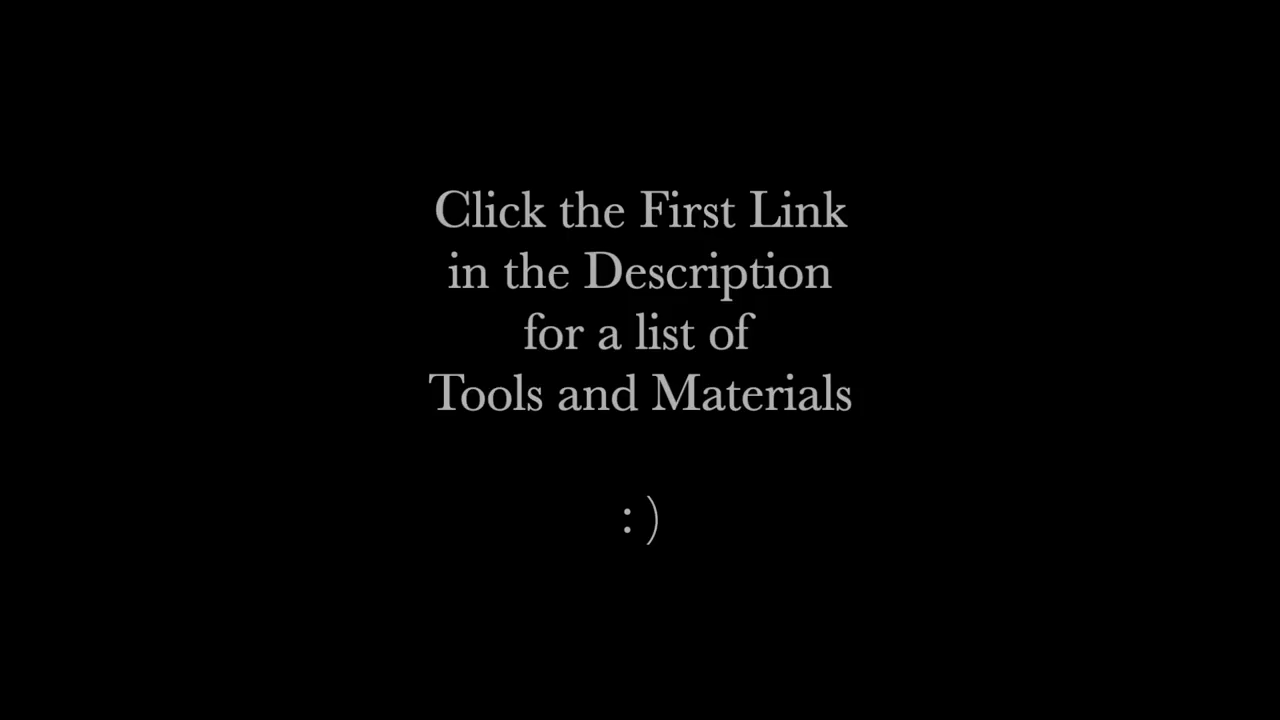 Click the First Link
in the Description
for a list of
Tools and Materials
: )